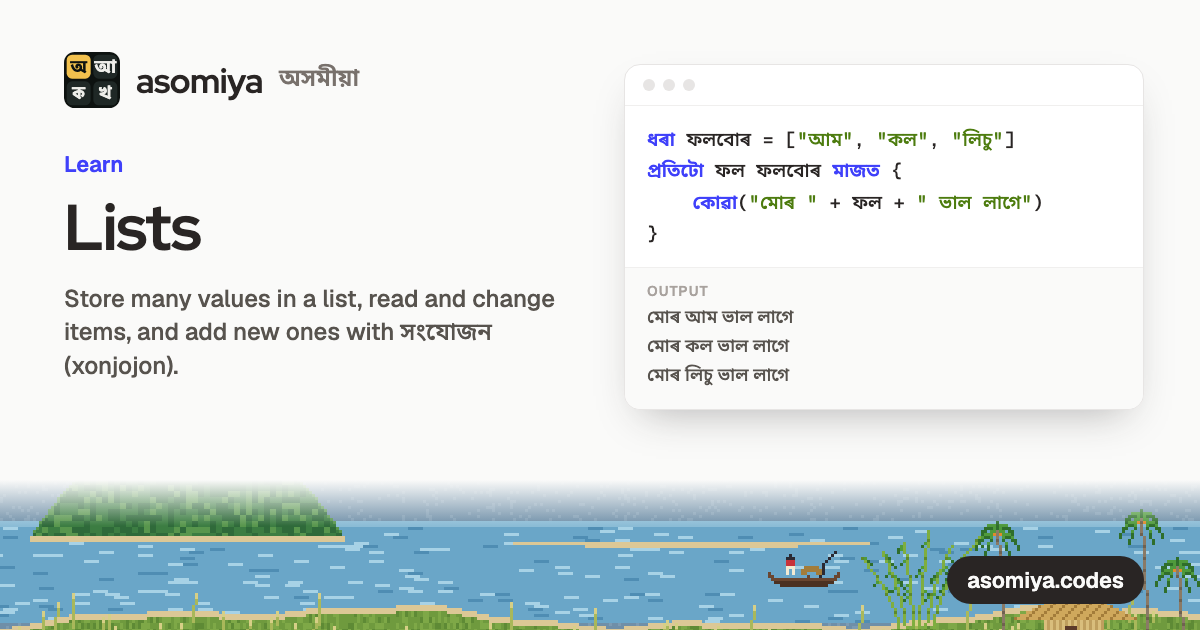 অ আ
ক খ
asomiya অসমীয়া
Learn
Lists
Store many values in a list, read and change
items, and add new ones with সংযোজন
(xonjojon).
ধৰা ফলবোৰ = ["আম", "কল", "লিচু"]
প্ৰতিটো ফল ফলবোৰ মাজত {
    কোৱা("মোৰ " + ফল + " ভাল লাগে")
}
OUTPUT
মোৰ আম ভাল লাগে
মোৰ কল ভাল লাগে
মোৰ লিচু ভাল লাগে
asomiya.codes